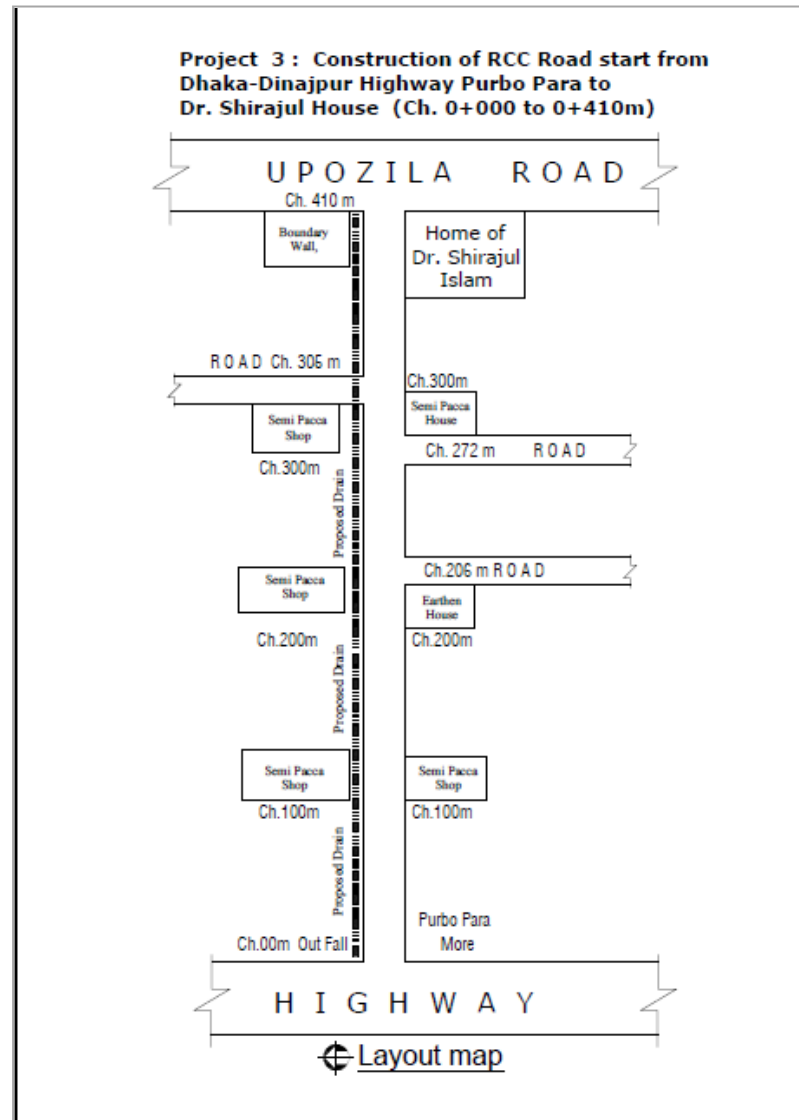 Project 3 : Construction of RCC Road start from
Dhaka-Dinajpur Highway Purbo Para to
Dr. Shirajul House (Ch. 0+000 to 0+410m)
UPOZILA ROAD
Ch. 410 m
Boundary
Wall,
Home of
Dr. Shirajul
Islam
ROAD Ch. 305 m
Ch.300m
Semi Pacca
House
Semi Pacca
Shop
Ch.300m
Ch. 272 m ROAD
Proposed Drain
Ch.206 m ROAD
Semi Pacca
Shop
Earthen
House
Ch.200m
Ch.200m
Proposed Drain
Semi Pacca
Shop
Semi Pacca
Shop
Ch.100m
Ch.100m
Proposed Drain
Purbo Para
More
Ch.00m Out Fall
HIGHWAY
Layout map